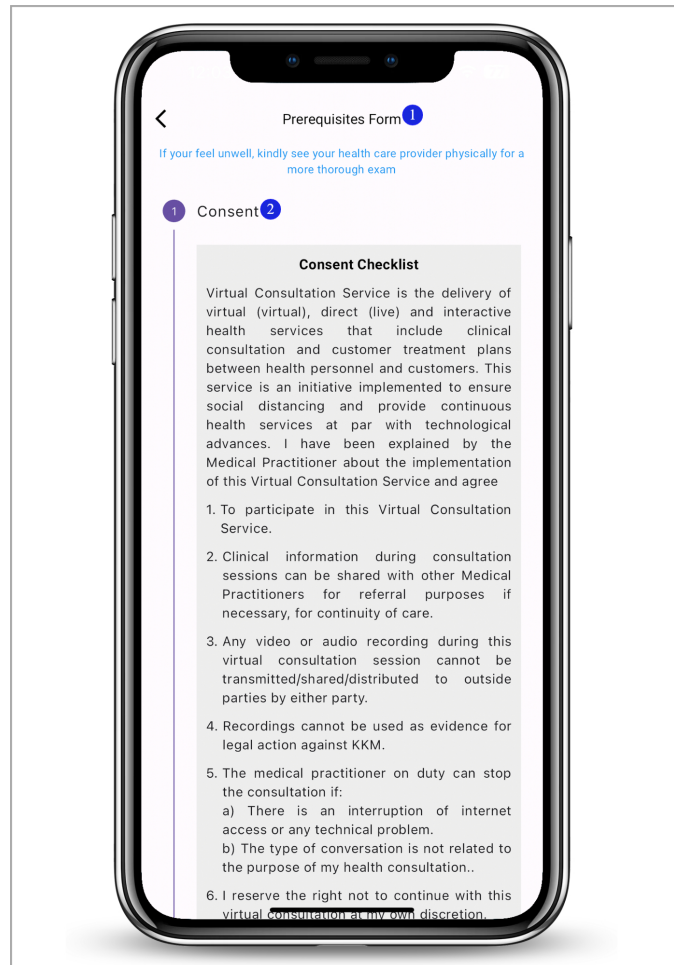 Prerequisites Form 1
If your feel unwell, kindly see your health care provider physically for a
more thorough exam
1 Consent 2
Consent Checklist
Virtual Consultation Service is the delivery of
virtual (virtual), direct (live) and interactive
health services that include clinical
consultation and customer treatment plans
between health personnel and customers. This
service is an initiative implemented to ensure
social distancing and provide continuous
health services at par with technological
advances. I have been explained by the
Medical Practitioner about the implementation
of this Virtual Consultation Service and agree
1. To participate in this Virtual Consultation
Service.
2. Clinical information during consultation
sessions can be shared with other Medical
Practitioners for referral purposes if
necessary, for continuity of care.
3. Any video or audio recording during this
virtual consultation session cannot be
transmitted/shared/distributed to outside
parties by either party.
4. Recordings cannot be used as evidence for
legal action against KKM.
5. The medical practitioner on duty can stop
the consultation if:
a) There is an interruption of internet
access or any technical problem.
b) The type of conversation is not related to
the purpose of my health consultation..
6. I reserve the right not to continue with this
virtual consultation at my own discretion.